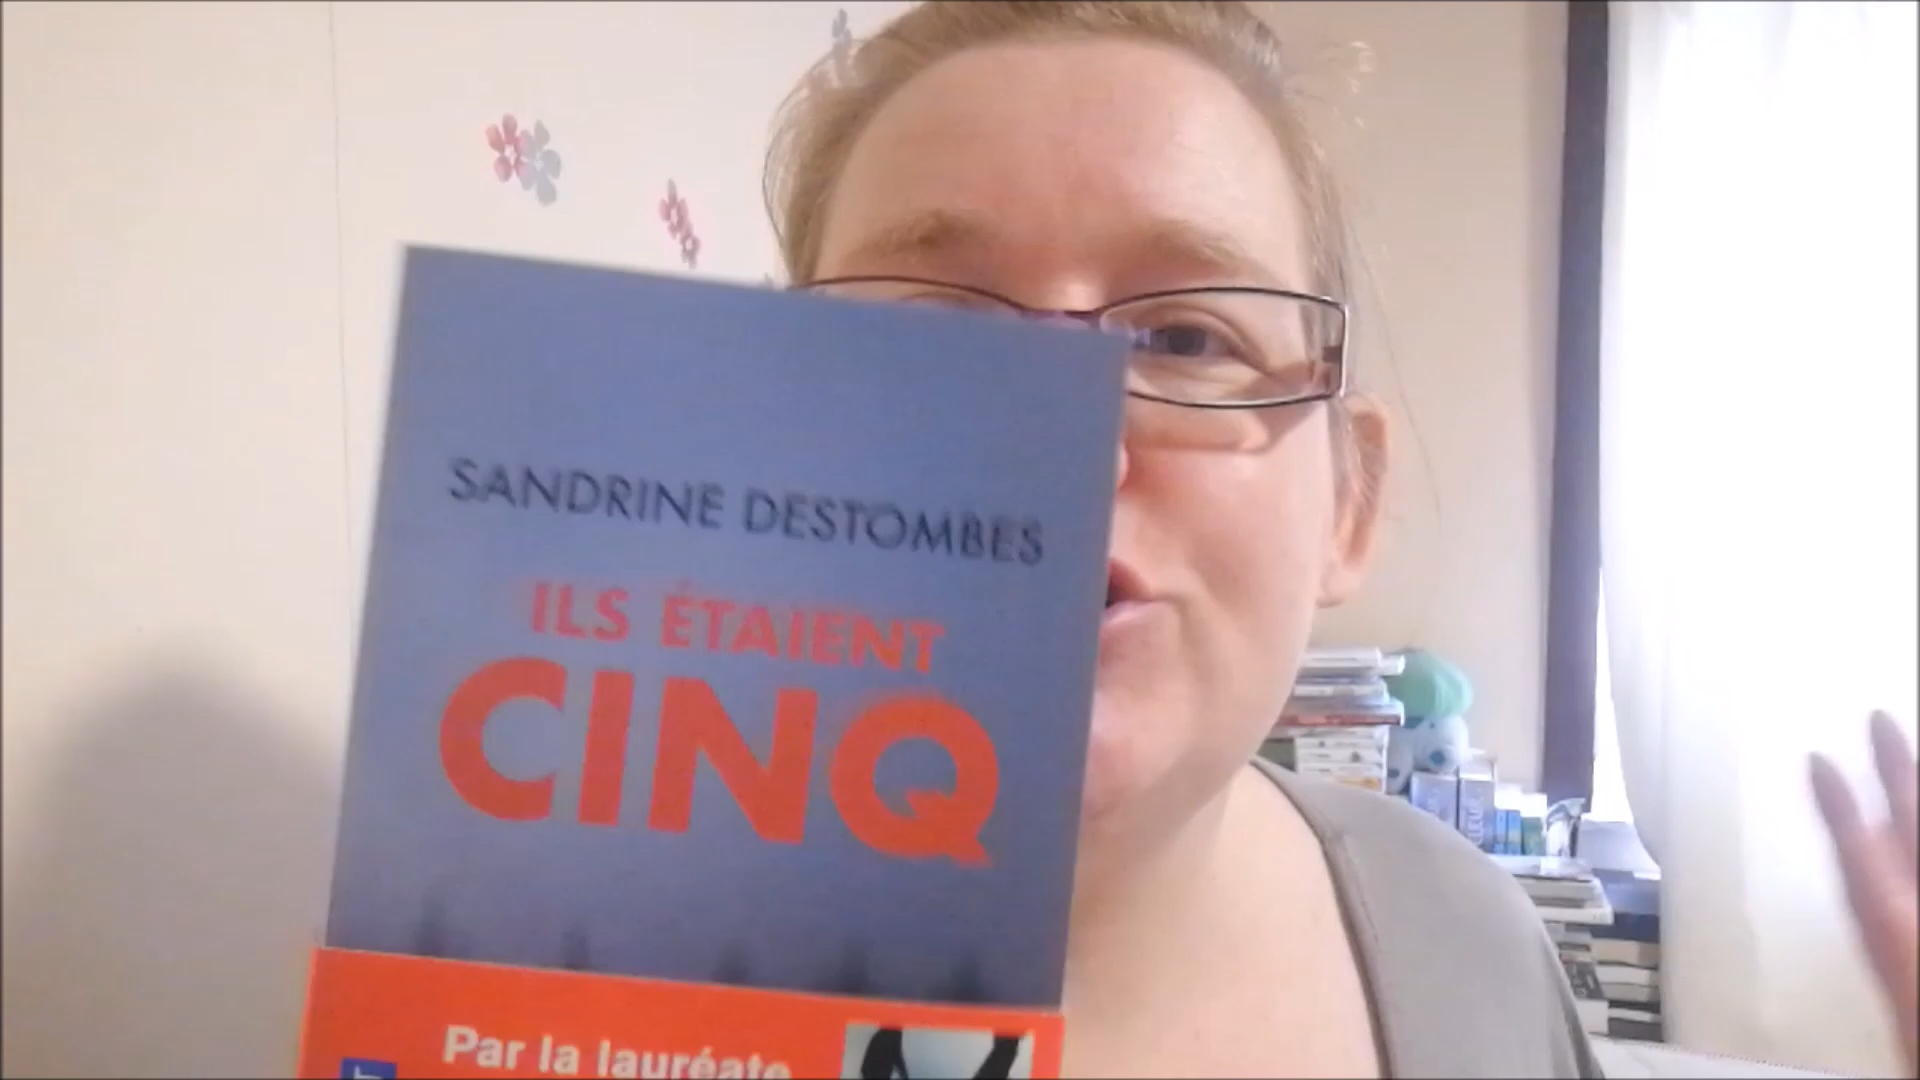 SANDRINE DESTOMBES
ILS ÉTAIENT
CINQ
Par la lauréate